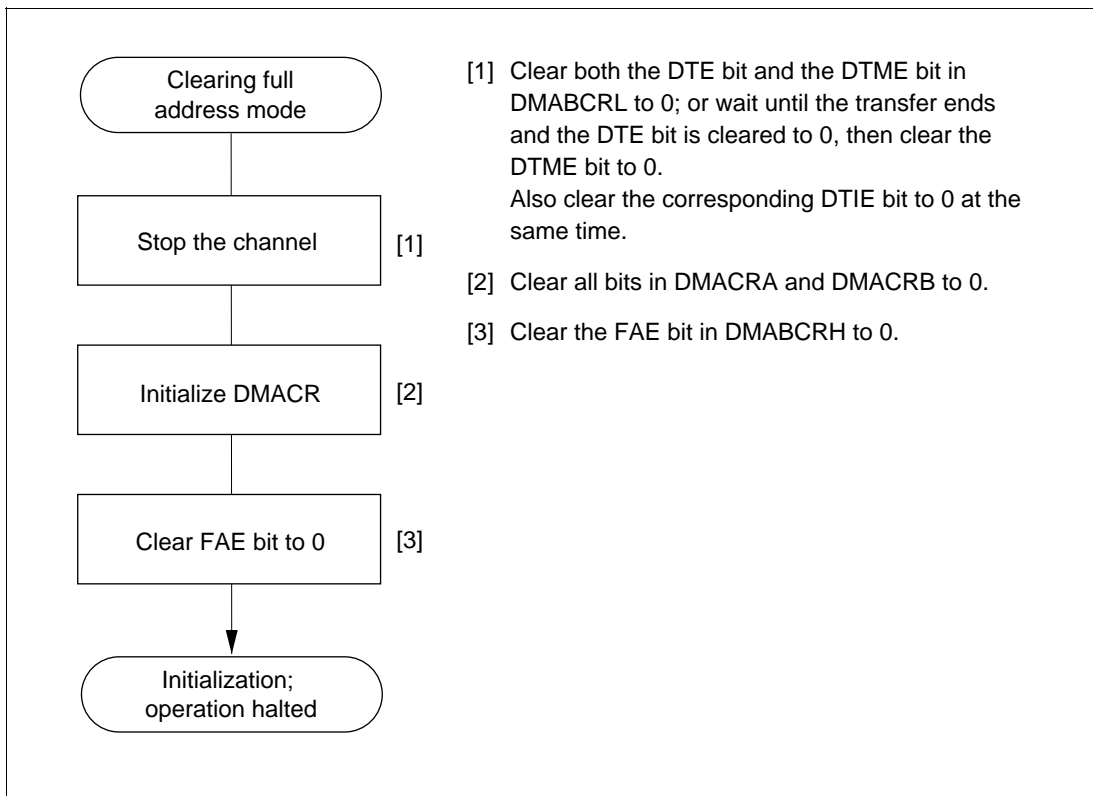 Clearing full
address mode
Stop the channel
[1]
Initialize DMACR
[2]
Clear FAE bit to 0
[3]
Initialization;
operation halted
[1] Clear both the DTE bit and the DTME bit in
DMABCRL to 0; or wait until the transfer ends
and the DTE bit is cleared to 0, then clear the
DTME bit to 0.
Also clear the corresponding DTIE bit to 0 at the
same time.
[2] Clear all bits in DMACRA and DMACRB to 0.
[3] Clear the FAE bit in DMABCRH to 0.